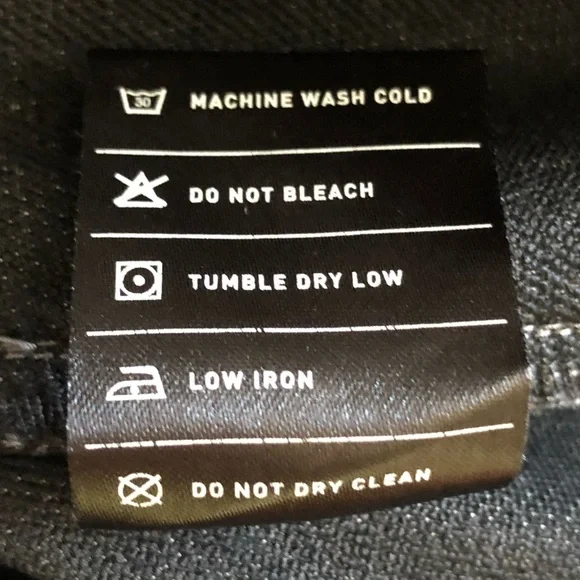 30 MACHINE WASH COLD
DO NOT BLEACH
TUMBLE DRY LOW
LOW IRON
DO NOT DRY CLEAN